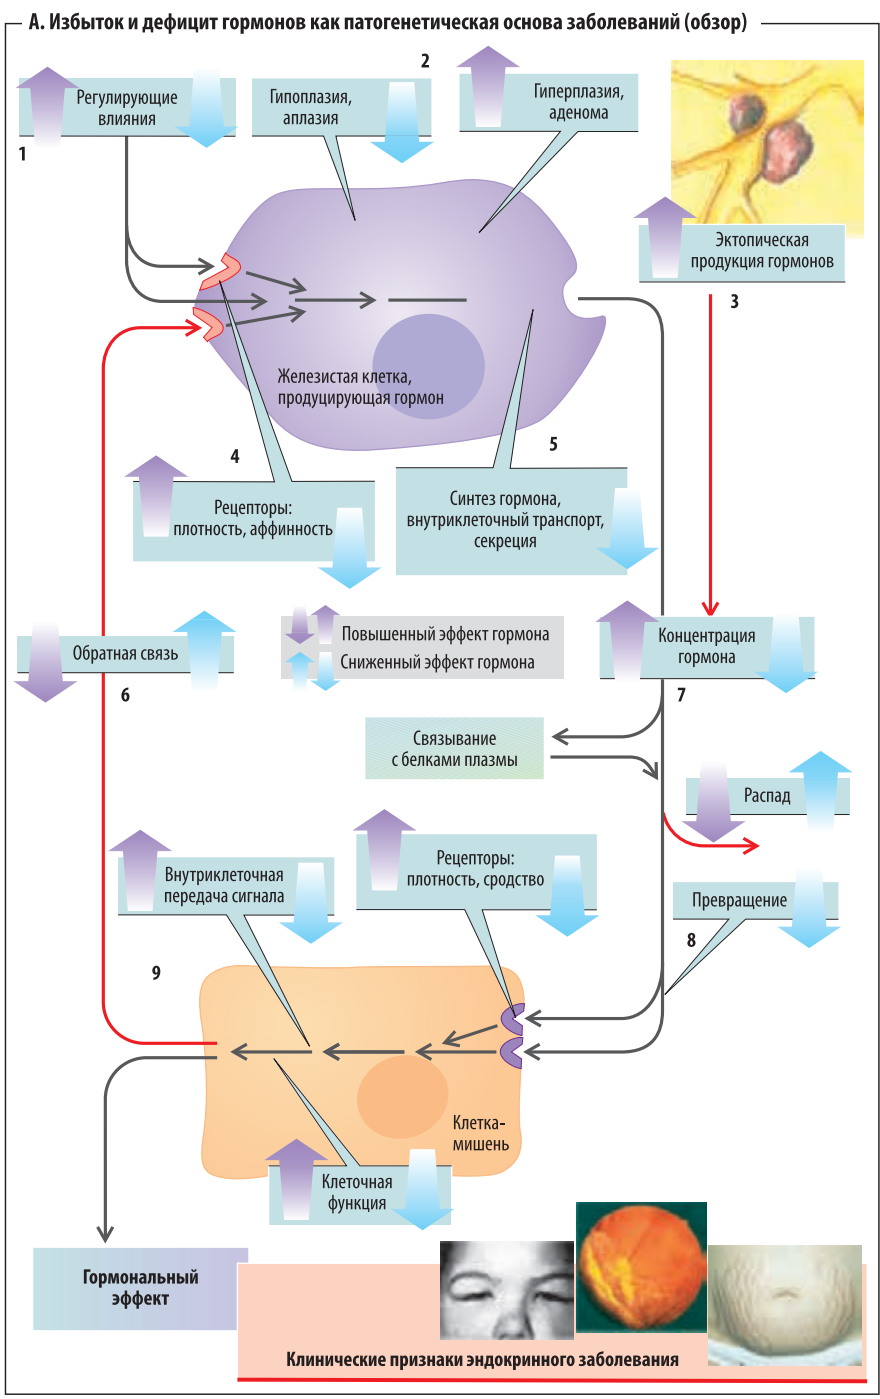 А. Избыток и дефицит гормонов как патогенетическая основа заболеваний (обзор)
2
Регулирующие
влияния
1
Гипоплазия,
аплазия
Гиперплазия,
аденома
Эктопическая
продукция гормонов
3
Железистая клетка,
продуцирующая гормон
4
5
Рецепторы:
плотность, аффинность
Синтез гормона,
внутриклеточный транспорт,
секреция
Обратная связь
6
Повышенный эффект гормона
Сниженный эффект гормона
Концентрация
гормона
7
Связывание
с белками плазмы
Распад
Внутриклеточная
передача сигнала
Рецепторы:
плотность, сродство
Превращение
8
9
Клетка-
мишень
Клеточная
функция
Гормональный
эффект
Клинические признаки эндокринного заболевания